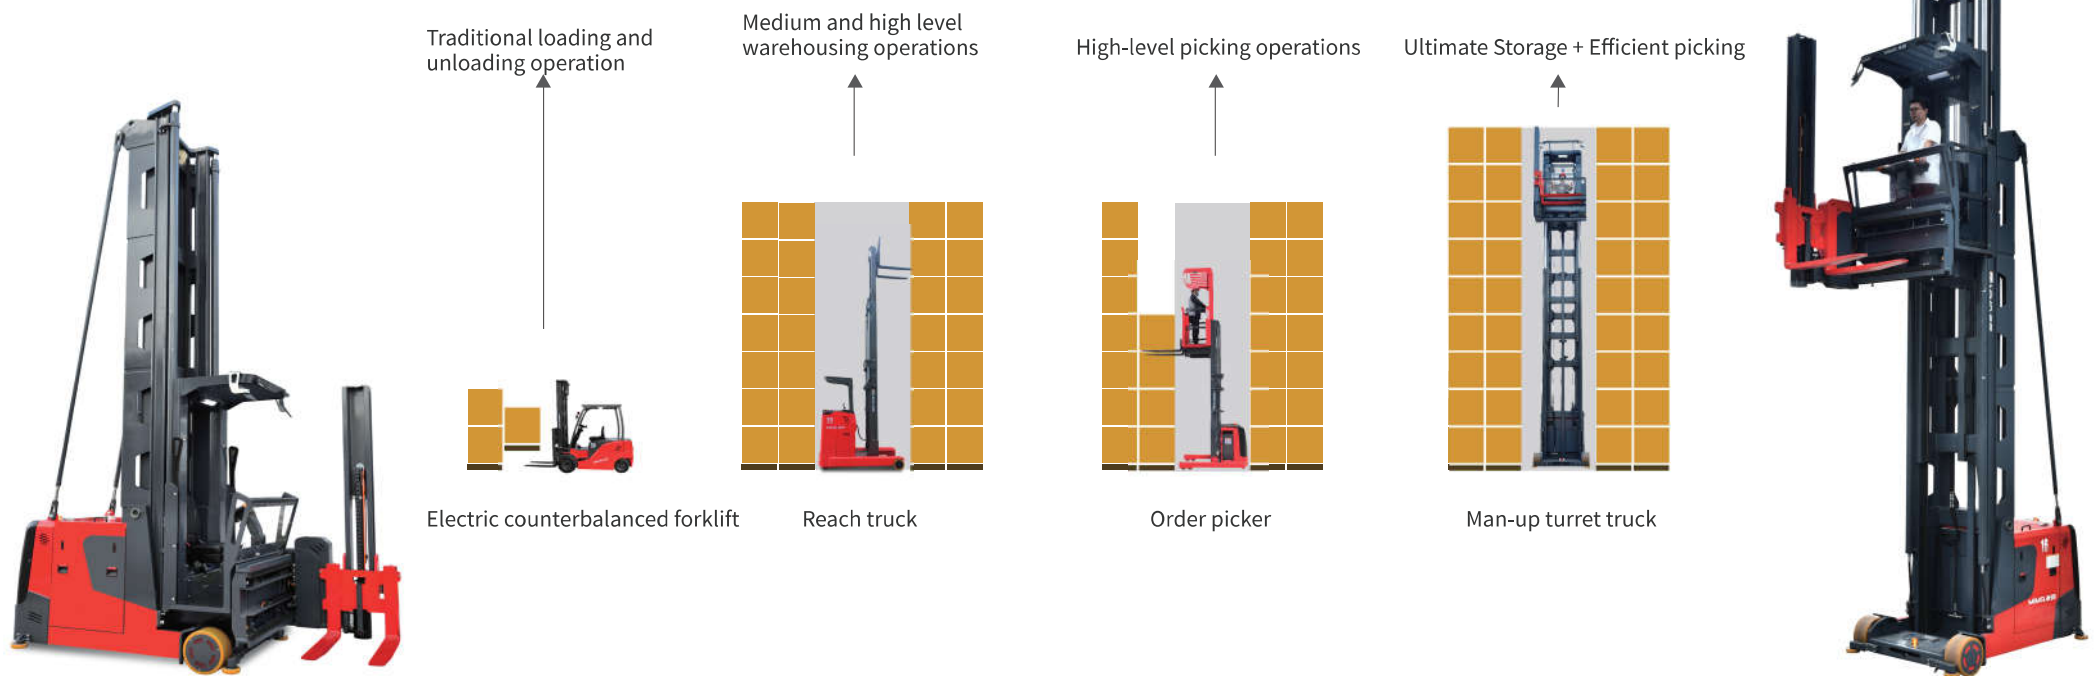 Traditional loading and
unloading operation
Medium and high level
warehousing operations
High-level picking operations
Ultimate Storage + Efficient picking
Electric counterbalanced forklift
Reach truck
Order picker
Man-up turret truck